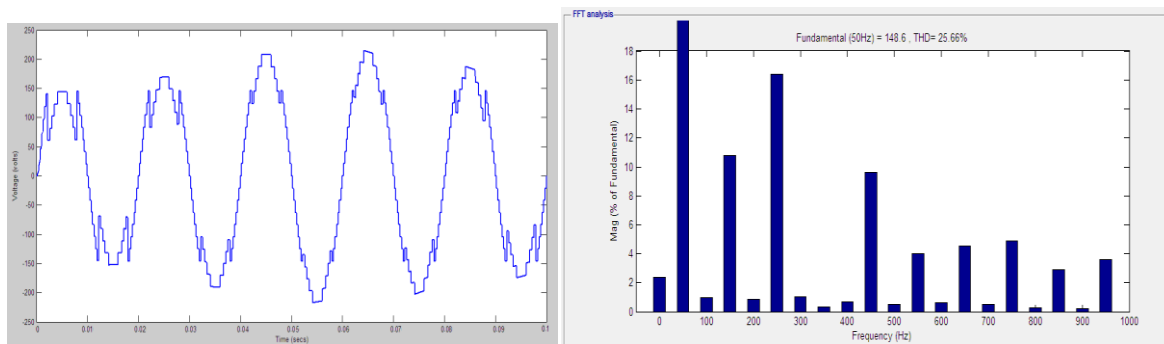 250
200
150
100
50
0
-50
-100
-150
-200
-250
Voltage (volts)
0 0.01 0.02 0.03 0.04 0.05 0.06 0.07 0.08 0.09 0.1
Time (secs)
FFT analysis
Fundamental (50Hz) = 148.6 , THD= 25.66%
18
16
14
12
10
8
6
4
2
0
Mag (% of Fundamental)
0 100 200 300 400 500 600 700 800 900 1000
Frequency (Hz)